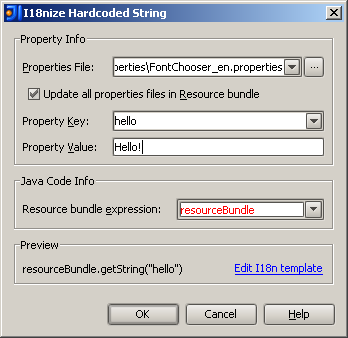 I18nize Hardcoded String
Property Info
Properties File: perties\FontChooser_en.properties ...
Update all properties files in Resource bundle
Property Key: hello
Property Value: Hello!
Java Code Info
Resource bundle expression: resourceBundle
Preview
resourceBundle.getString("hello") Edit I18n template
OK Cancel Help